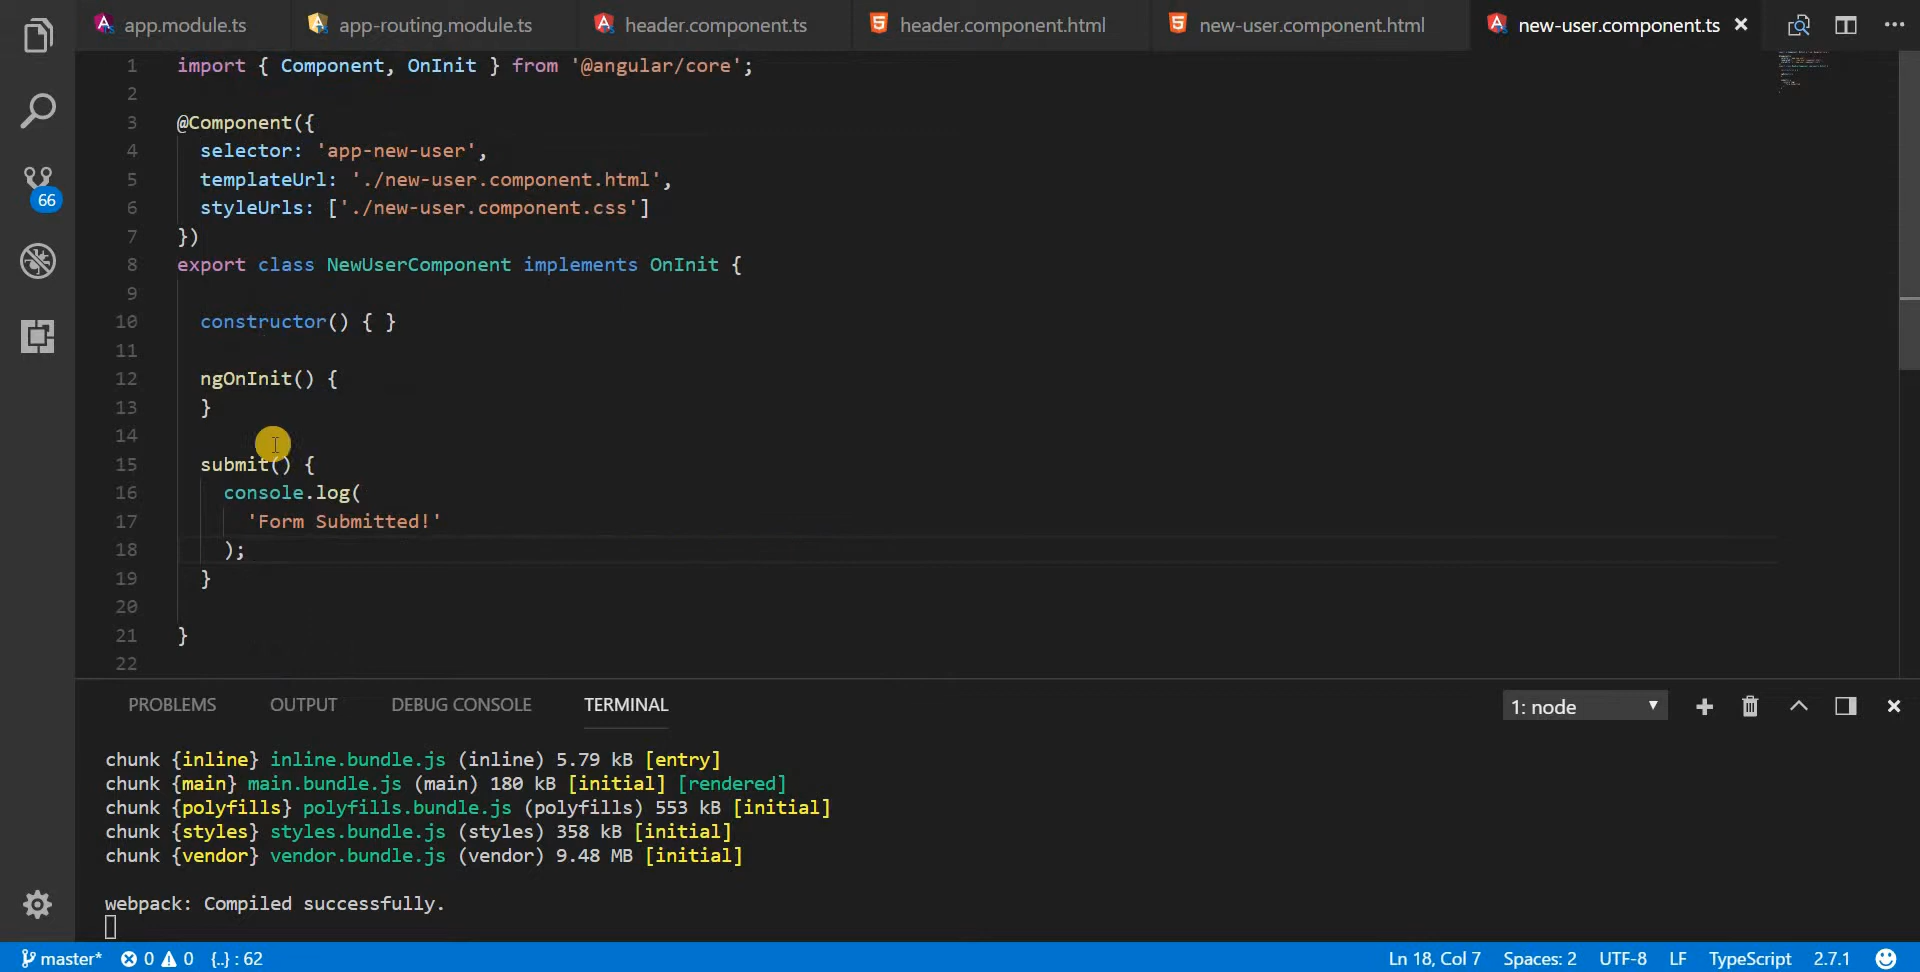 app.module.ts app-routing.module.ts header.component.ts header.component.html new-user.component.html new-user.component.ts
1 import { Component, OnInit } from '@angular/core';
2
3 @Component({
4 selector: 'app-new-user',
5 templateUrl: './new-user.component.html',
6 styleUrls: ['./new-user.component.css']
7 })
8 export class NewUserComponent implements OnInit {
9
10 constructor() { }
11
12 ngOnInit() {
13 }
14
15 submit() {
16 console.log(
17 'Form Submitted!'
18 );
19 }
20
21 }
22
66
PROBLEMS OUTPUT DEBUG CONSOLE TERMINAL 1: node
chunk {inline} inline.bundle.js (inline) 5.79 kB [entry]
chunk {main} main.bundle.js (main) 180 kB [initial] [rendered]
chunk {polyfills} polyfills.bundle.js (polyfills) 553 kB [initial]
chunk {styles} styles.bundle.js (styles) 358 kB [initial]
chunk {vendor} vendor.bundle.js (vendor) 9.48 MB [initial]
webpack: Compiled successfully.
master* 0 0 {..} : 62 Ln 18, Col 7 Spaces: 2 UTF-8 LF TypeScript 2.7.1